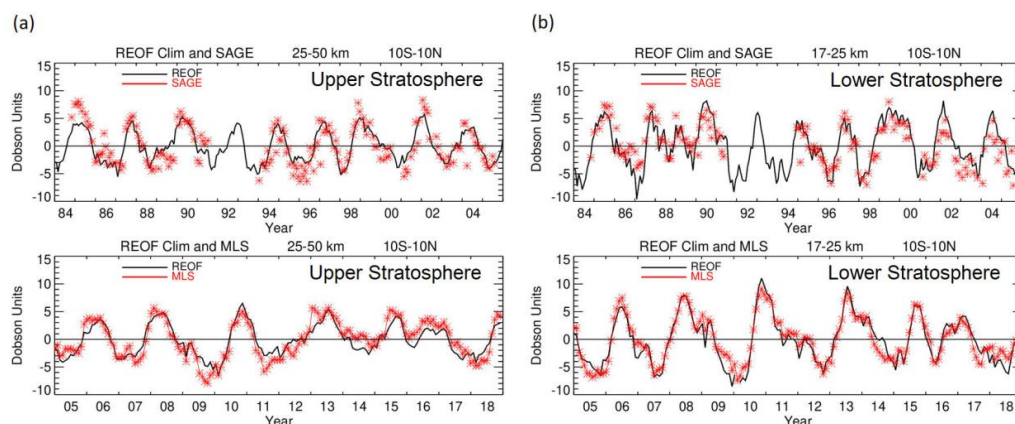 (a)
REOF Clim and SAGE 25-50 km 10S-10N
REOF
SAGE
Upper Stratosphere
Dobson Units
15
10
5
0
-5
-10
84 86 88 90 92 94 96 98 00 02 04
Year
REOF Clim and MLS 25-50 km 10S-10N
REOF
MLS
Upper Stratosphere
Dobson Units
15
10
5
0
-5
-10
05 06 07 08 09 10 11 12 13 14 15 16 17 18
Year
(b)
REOF Clim and SAGE 17-25 km 10S-10N
REOF
SAGE
Lower Stratosphere
Dobson Units
15
10
5
0
-5
-10
84 86 88 90 92 94 96 98 00 02 04
Year
REOF Clim and MLS 17-25 km 10S-10N
REOF
MLS
Lower Stratosphere
Dobson Units
15
10
5
0
-5
-10
05 06 07 08 09 10 11 12 13 14 15 16 17 18
Year